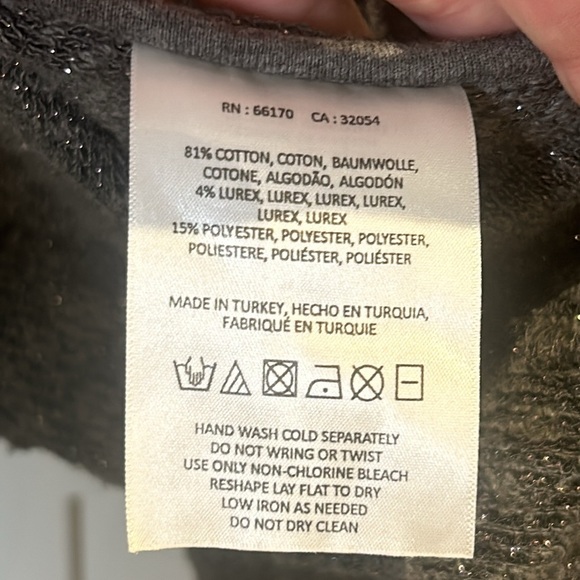 RN : 66170 CA : 32054
81% COTTON, COTON, BAUMWOLLE,
COTONE, ALGODÃO, ALGODÓN
4% LUREX, LUREX, LUREX, LUREX,
LUREX, LUREX
15% POLYESTER, POLYESTER, POLYESTER,
POLIESTERE, POLIÉSTER, POLIÉSTER
MADE IN TURKEY, HECHO EN TURQUIA,
FABRIQUÉ EN TURQUIE
HAND WASH COLD SEPARATELY
DO NOT WRING OR TWIST
USE ONLY NON-CHLORINE BLEACH
RESHAPE LAY FLAT TO DRY
LOW IRON AS NEEDED
DO NOT DRY CLEAN